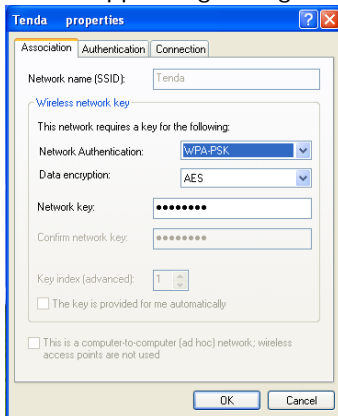 Tenda properties
Association Authentication Connection
Network name (SSID): Tenda
Wireless network key
This network requires a key for the following:
Network Authentication: WPA-PSK
Data encryption: AES
Network key: ••••••••
Confirm network key: ••••••••
Key index (advanced): 1
The key is provided for me automatically
This is a computer-to-computer (ad hoc) network; wireless
access points are not used
OK Cancel